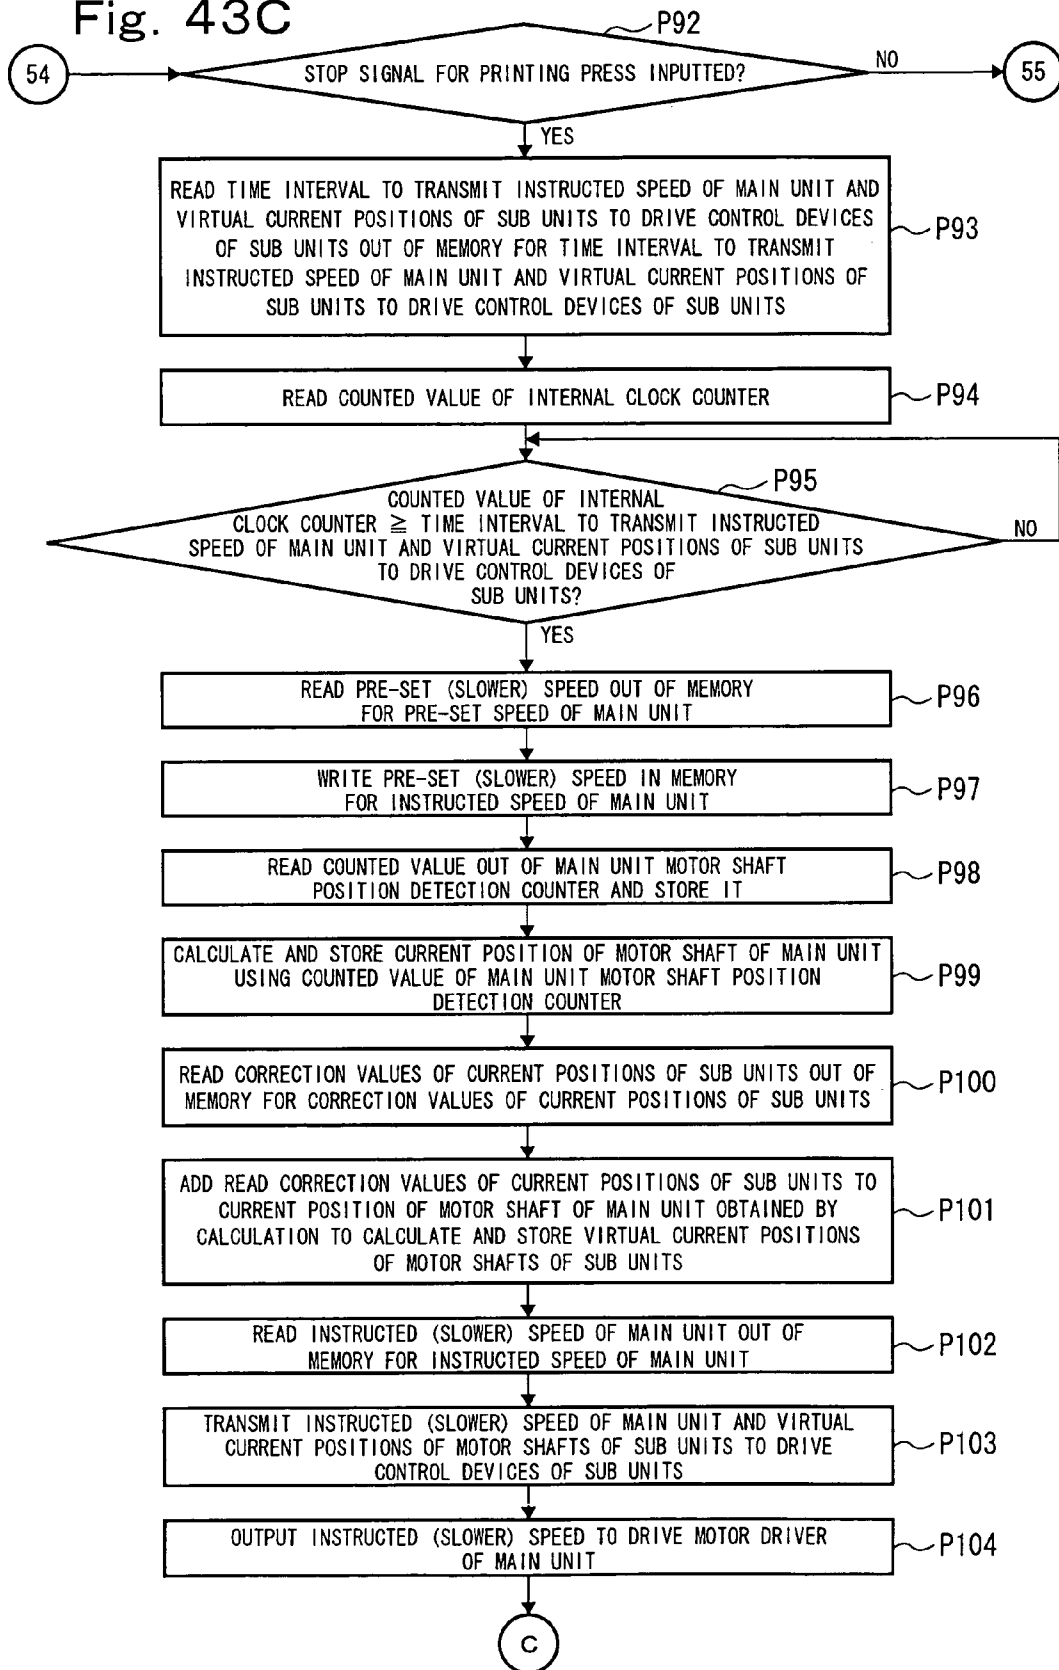 Fig. 43C
P92
54
STOP SIGNAL FOR PRINTING PRESS INPUTTED?
NO
55
YES
READ TIME INTERVAL TO TRANSMIT INSTRUCTED SPEED OF MAIN UNIT AND
VIRTUAL CURRENT POSITIONS OF SUB UNITS TO DRIVE CONTROL DEVICES
OF SUB UNITS OUT OF MEMORY FOR TIME INTERVAL TO TRANSMIT
INSTRUCTED SPEED OF MAIN UNIT AND VIRTUAL CURRENT POSITIONS OF
SUB UNITS TO DRIVE CONTROL DEVICES OF SUB UNITS
P93
READ COUNTED VALUE OF INTERNAL CLOCK COUNTER
P94
P95
COUNTED VALUE OF INTERNAL
CLOCK COUNTER ≧ TIME INTERVAL TO TRANSMIT INSTRUCTED
SPEED OF MAIN UNIT AND VIRTUAL CURRENT POSITIONS OF SUB UNITS
TO DRIVE CONTROL DEVICES OF
SUB UNITS?
NO
YES
READ PRE-SET (SLOWER) SPEED OUT OF MEMORY
FOR PRE-SET SPEED OF MAIN UNIT
P96
WRITE PRE-SET (SLOWER) SPEED IN MEMORY
FOR INSTRUCTED SPEED OF MAIN UNIT
P97
READ COUNTED VALUE OUT OF MAIN UNIT MOTOR SHAFT
POSITION DETECTION COUNTER AND STORE IT
P98
CALCULATE AND STORE CURRENT POSITION OF MOTOR SHAFT OF MAIN UNIT
USING COUNTED VALUE OF MAIN UNIT MOTOR SHAFT POSITION
DETECTION COUNTER
P99
READ CORRECTION VALUES OF CURRENT POSITIONS OF SUB UNITS OUT OF
MEMORY FOR CORRECTION VALUES OF CURRENT POSITIONS OF SUB UNITS
P100
ADD READ CORRECTION VALUES OF CURRENT POSITIONS OF SUB UNITS TO
CURRENT POSITION OF MOTOR SHAFT OF MAIN UNIT OBTAINED BY
CALCULATION TO CALCULATE AND STORE VIRTUAL CURRENT POSITIONS
OF MOTOR SHAFTS OF SUB UNITS
P101
READ INSTRUCTED (SLOWER) SPEED OF MAIN UNIT OUT OF
MEMORY FOR INSTRUCTED SPEED OF MAIN UNIT
P102
TRANSMIT INSTRUCTED (SLOWER) SPEED OF MAIN UNIT AND VIRTUAL
CURRENT POSITIONS OF MOTOR SHAFTS OF SUB UNITS TO DRIVE
CONTROL DEVICES OF SUB UNITS
P103
OUTPUT INSTRUCTED (SLOWER) SPEED TO DRIVE MOTOR DRIVER
OF MAIN UNIT
P104
C